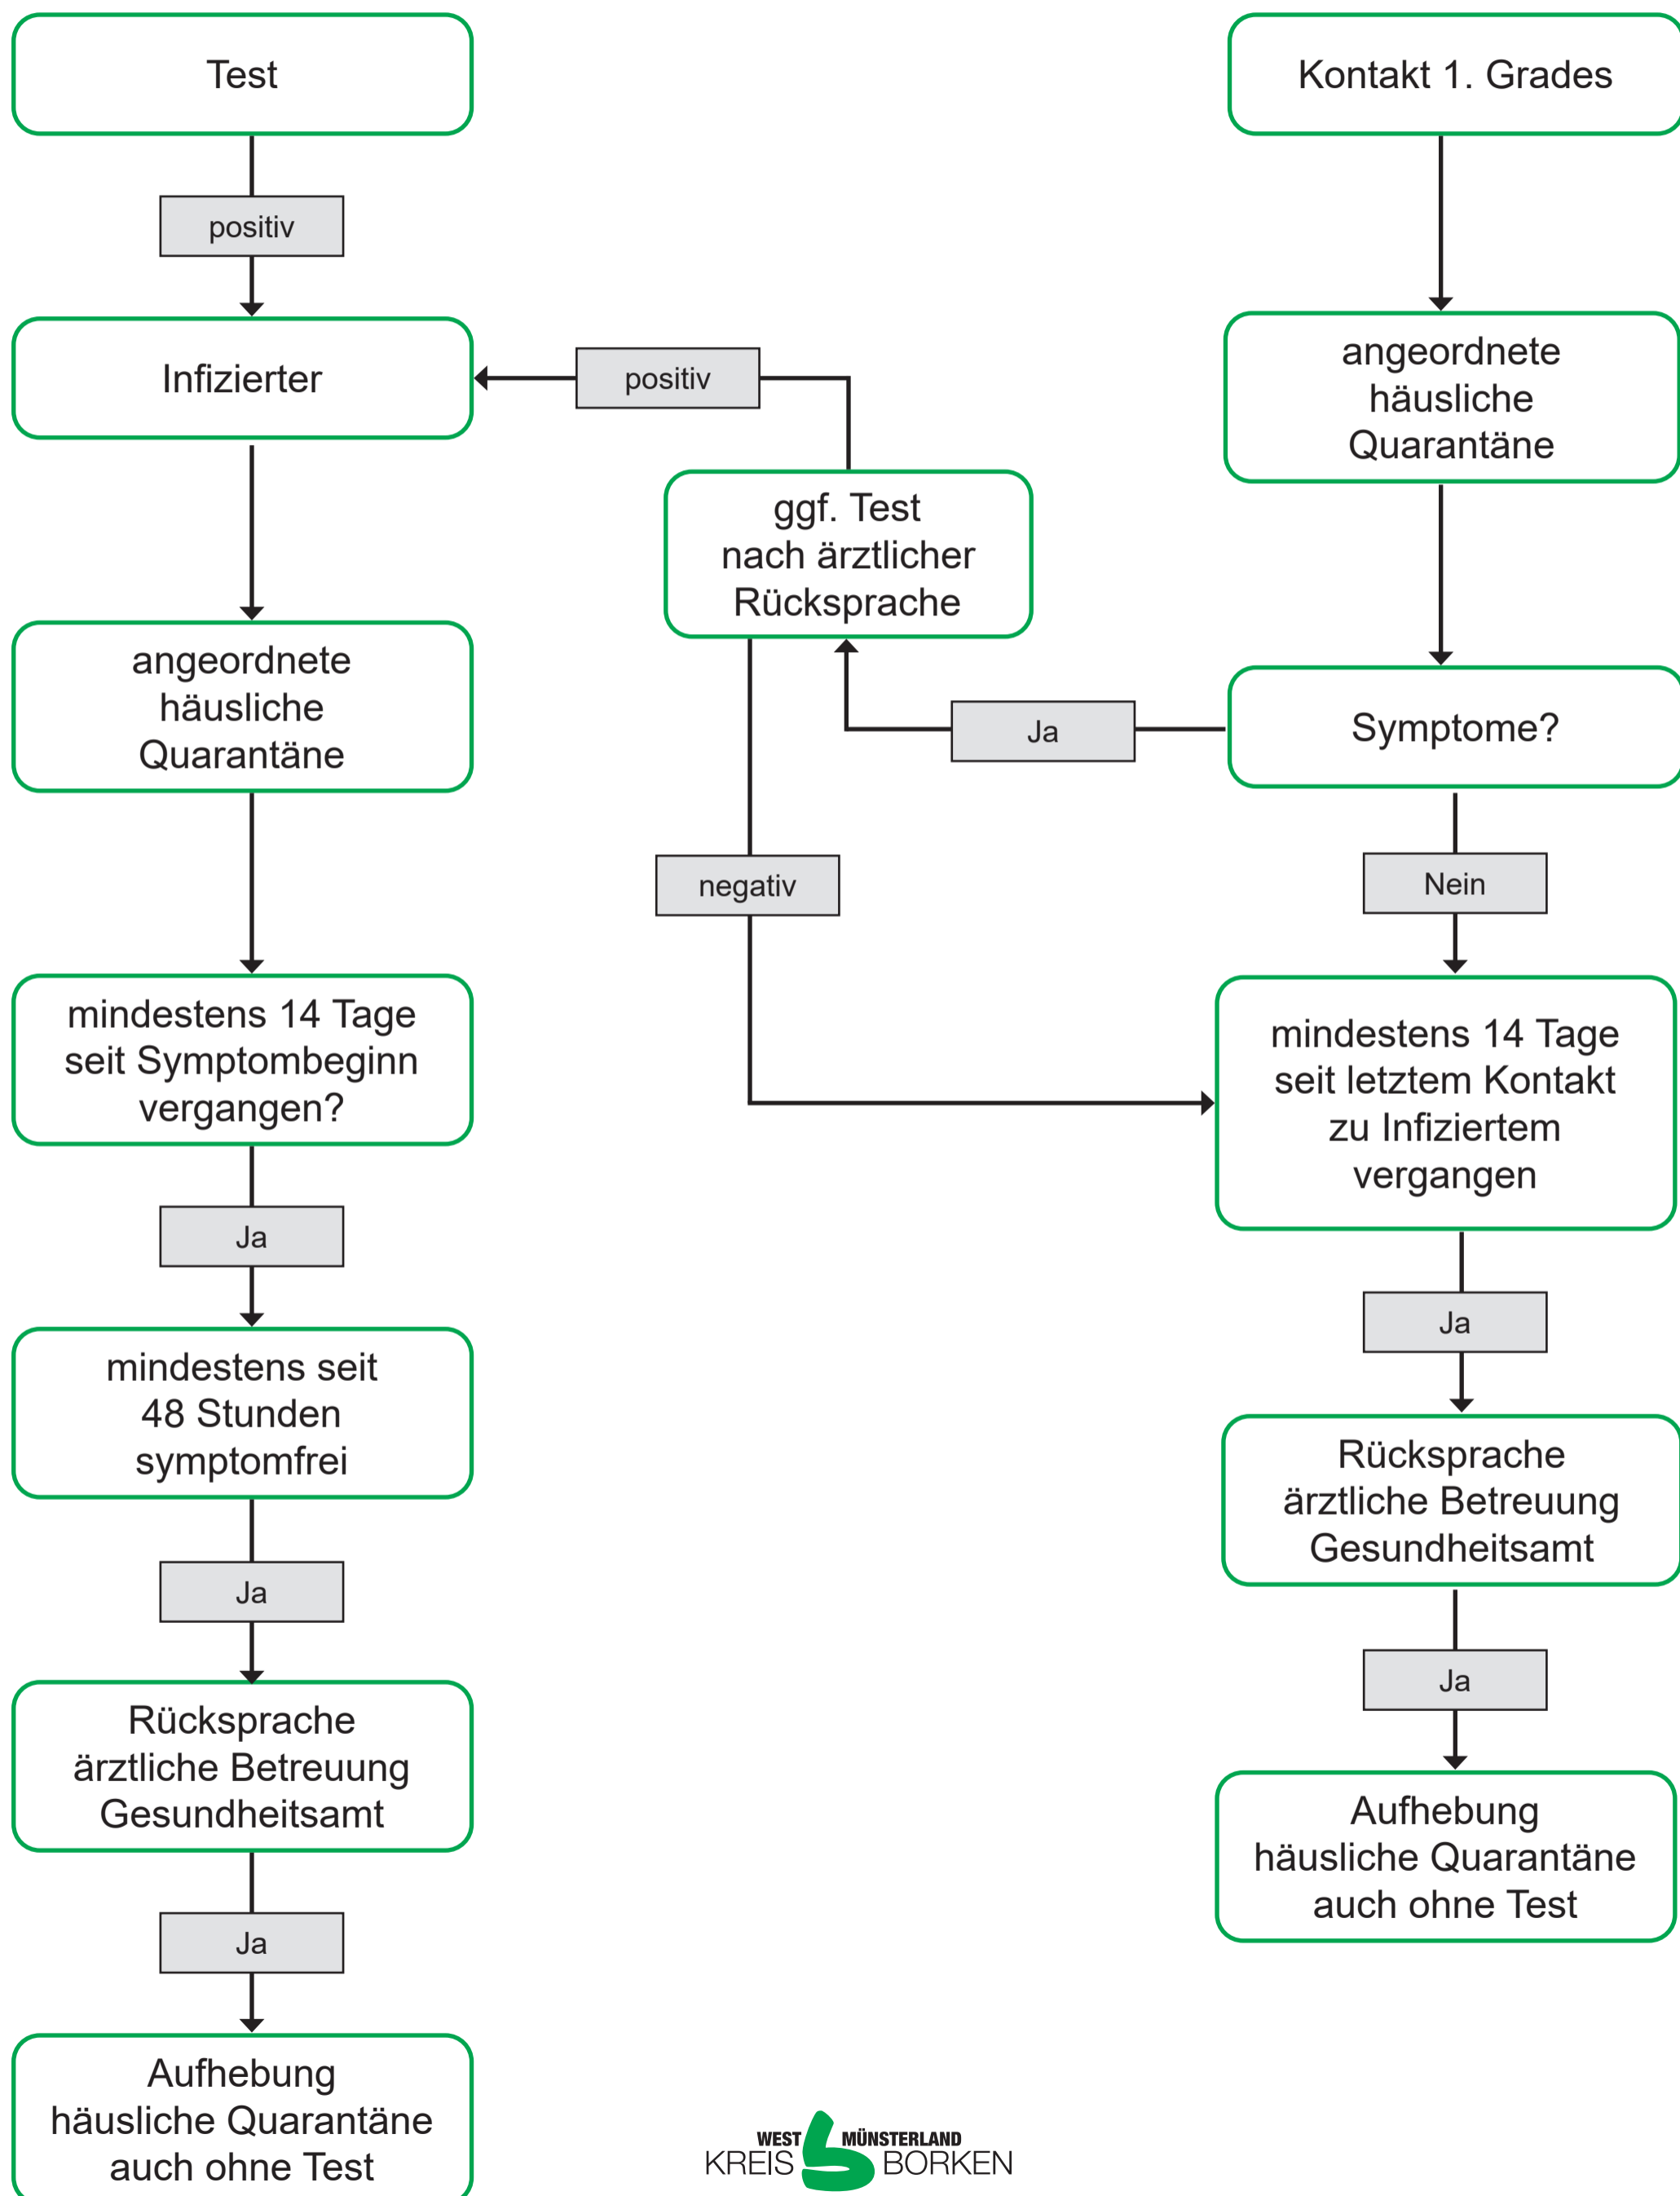 Test
positiv
Infizierter
angeordnete
häusliche
Quarantäne
mindestens 14 Tage
seit Symptombeginn
vergangen?
Ja
mindestens seit
48 Stunden
symptomfrei
Ja
Rücksprache
ärztliche Betreuung
Gesundheitsamt
Ja
Aufhebung
häusliche Quarantäne
auch ohne Test
positiv
ggf. Test
nach ärztlicher
Rücksprache
Ja
negativ
Kontakt 1. Grades
angeordnete
häusliche
Quarantäne
Symptome?
Nein
mindestens 14 Tage
seit letztem Kontakt
zu Infiziertem
vergangen
Ja
Rücksprache
ärztliche Betreuung
Gesundheitsamt
Ja
Aufhebung
häusliche Quarantäne
auch ohne Test
WEST MÜNSTERLAND
KREIS BORKEN